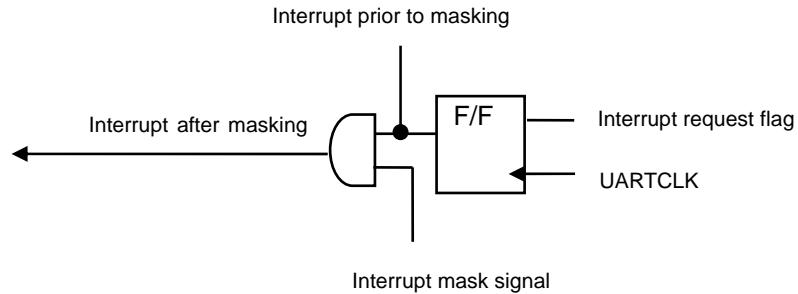 Interrupt prior to masking
F/F
Interrupt after masking
Interrupt request flag
UARTCLK
Interrupt mask signal